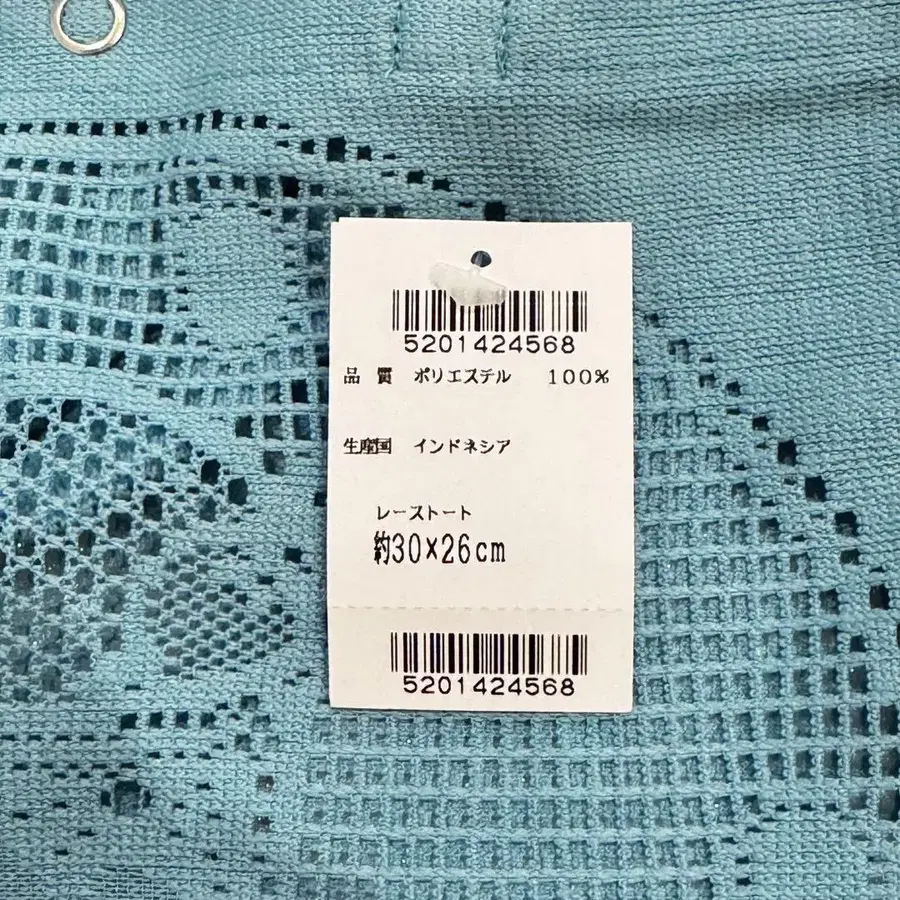 5201424568
品 質 ポリエステル 100%
生産国 インドネシア
レーストート
約30×26cm
5201424568